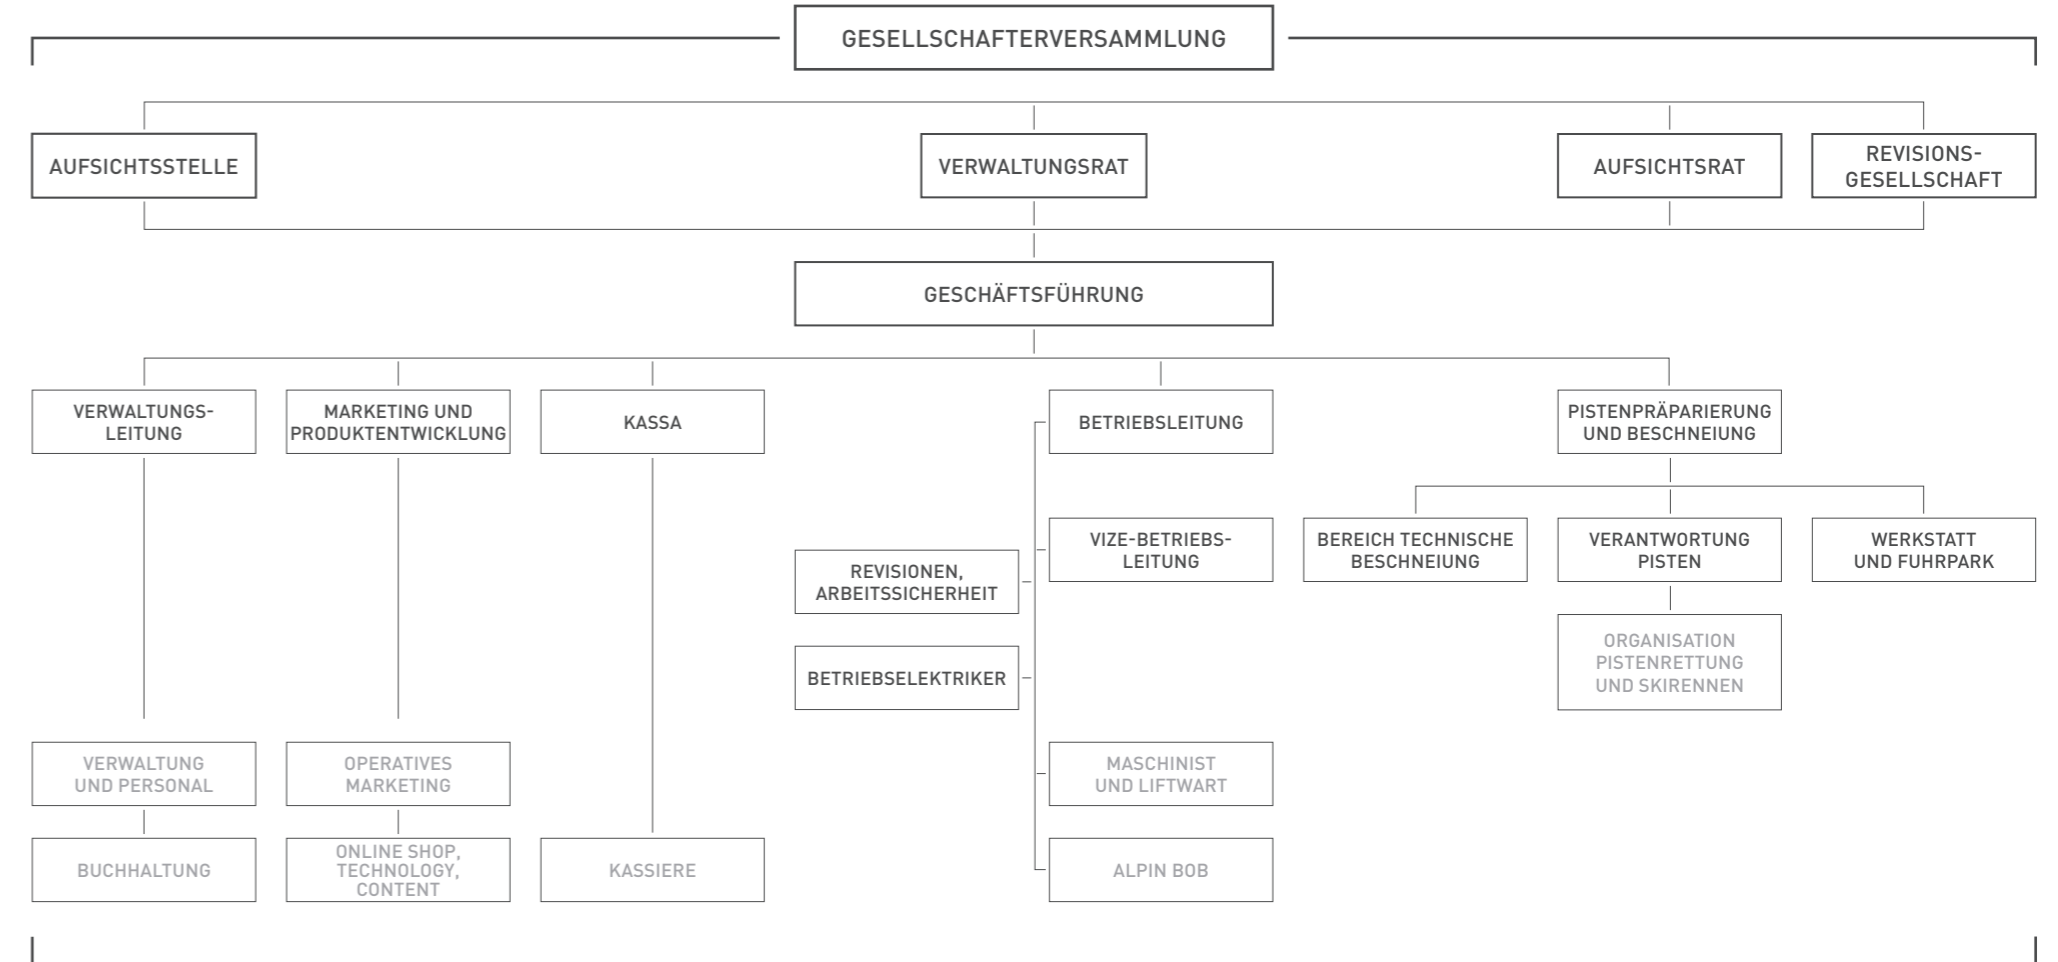 GESELLSCHAFTERVERSAMMLUNG
AUFSICHTSSTELLE
VERWALTUNGSRAT
AUFSICHTSRAT
REVISIONS-
GESELLSCHAFT
GESCHÄFTSFÜHRUNG
VERWALTUNGS-
LEITUNG
MARKETING UND
PRODUKTENTWICKLUNG
KASSA
BETRIEBSLEITUNG
PISTENPRÄPARIERUNG
UND BESCHNEIUNG
REVISIONEN,
ARBEITSSICHERHEIT
VIZE-BETRIEBS-
LEITUNG
BEREICH TECHNISCHE
BESCHNEIUNG
VERANTWORTUNG
PISTEN
WERKSTATT
UND FUHRPARK
BETRIEBSELEKTRIKER
ORGANISATION
PISTENRETTUNG
UND SKIRENNEN
VERWALTUNG
UND PERSONAL
OPERATIVES
MARKETING
MASCHINIST
UND LIFTWART
BUCHHALTUNG
ONLINE SHOP,
TECHNOLOGY,
CONTENT
KASSIERE
ALPIN BOB